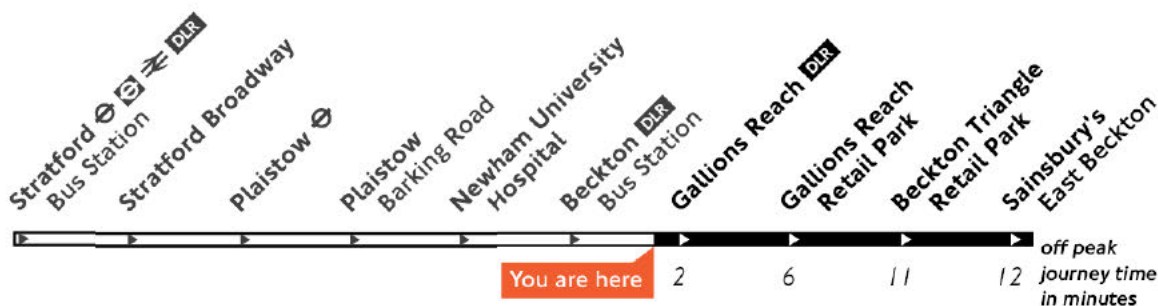 Stratford DLR
Bus Station
Stratford Broadway
Plaistow
Plaistow
Barking Road
Newham University
Hospital
Beckton DLR
Bus Station
Gallions Reach DLR
Gallions Reach
Retail Park
Beckton Triangle
Retail Park
Sainsbury's
East Beckton
You are here
2 6 11 12
off peak
journey time
in minutes